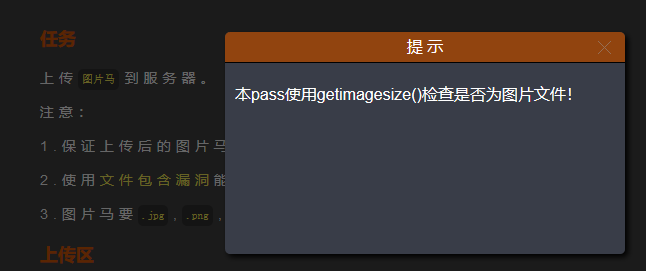 任务
提 示
本pass使用getimagesize()检查是否为图片文件！
上传图片马到服务器。
注意：
1.保证上传后的图片马
2.使用文件包含漏洞能
3.图片马要.jpg,.png,
上传区